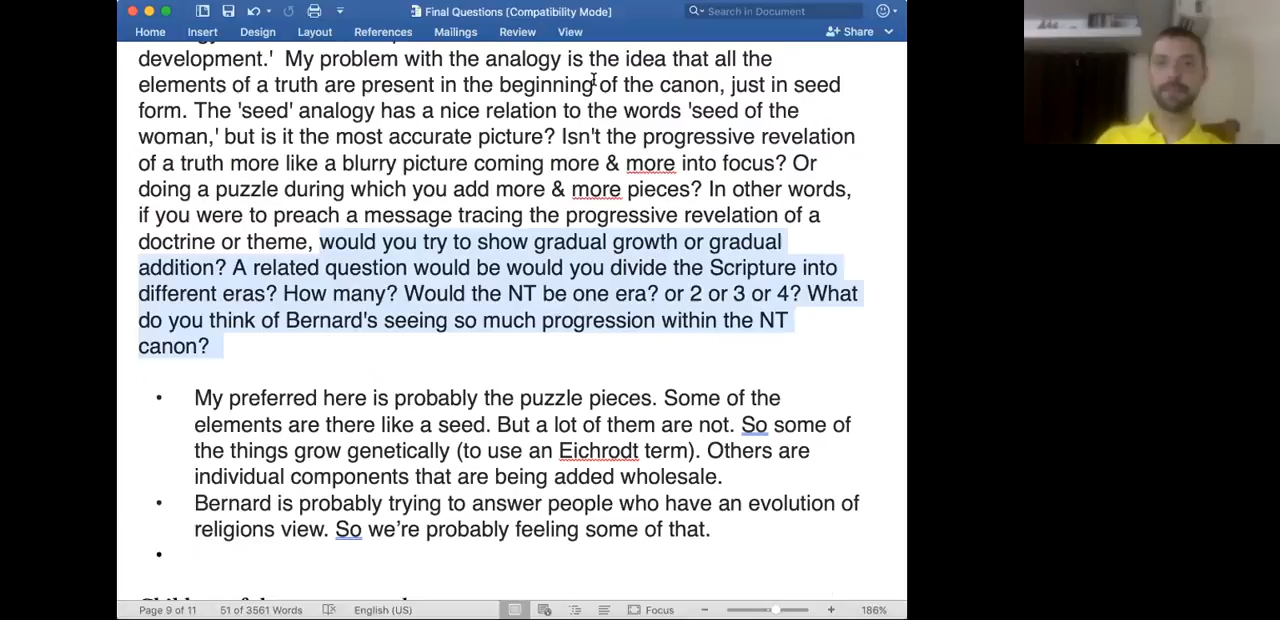 Final Questions [Compatibility Mode]
Search in Document
Home Insert Design Layout References Mailings Review View Share
development.' My problem with the analogy is the idea that all the
elements of a truth are present in the beginning of the canon, just in seed
form. The 'seed' analogy has a nice relation to the words 'seed of the
woman,' but is it the most accurate picture? Isn't the progressive revelation
of a truth more like a blurry picture coming more & more into focus? Or
doing a puzzle during which you add more & more pieces? In other words,
if you were to preach a message tracing the progressive revelation of a
doctrine or theme, would you try to show gradual growth or gradual
addition? A related question would be would you divide the Scripture into
different eras? How many? Would the NT be one era? or 2 or 3 or 4? What
do you think of Bernard's seeing so much progression within the NT
canon?
• My preferred here is probably the puzzle pieces. Some of the
elements are there like a seed. But a lot of them are not. So some of
the things grow genetically (to use an Eichrodt term). Others are
individual components that are being added wholesale.
• Bernard is probably trying to answer people who have an evolution of
religions view. So we’re probably feeling some of that.
•
Page 9 of 11 51 of 3561 Words English (US) Focus 186%